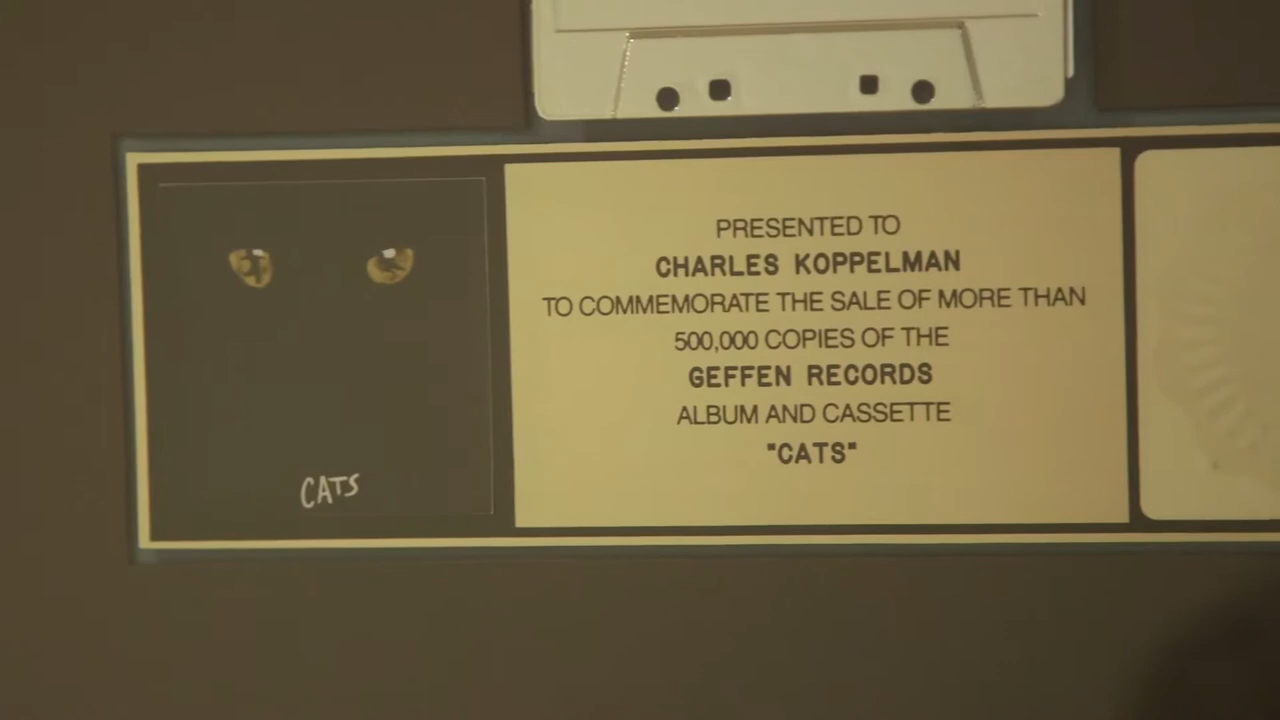 PRESENTED TO
CHARLES KOPPELMAN
TO COMMEMORATE THE SALE OF MORE THAN
500,000 COPIES OF THE
GEFFEN RECORDS
ALBUM AND CASSETTE
"CATS"
CATS